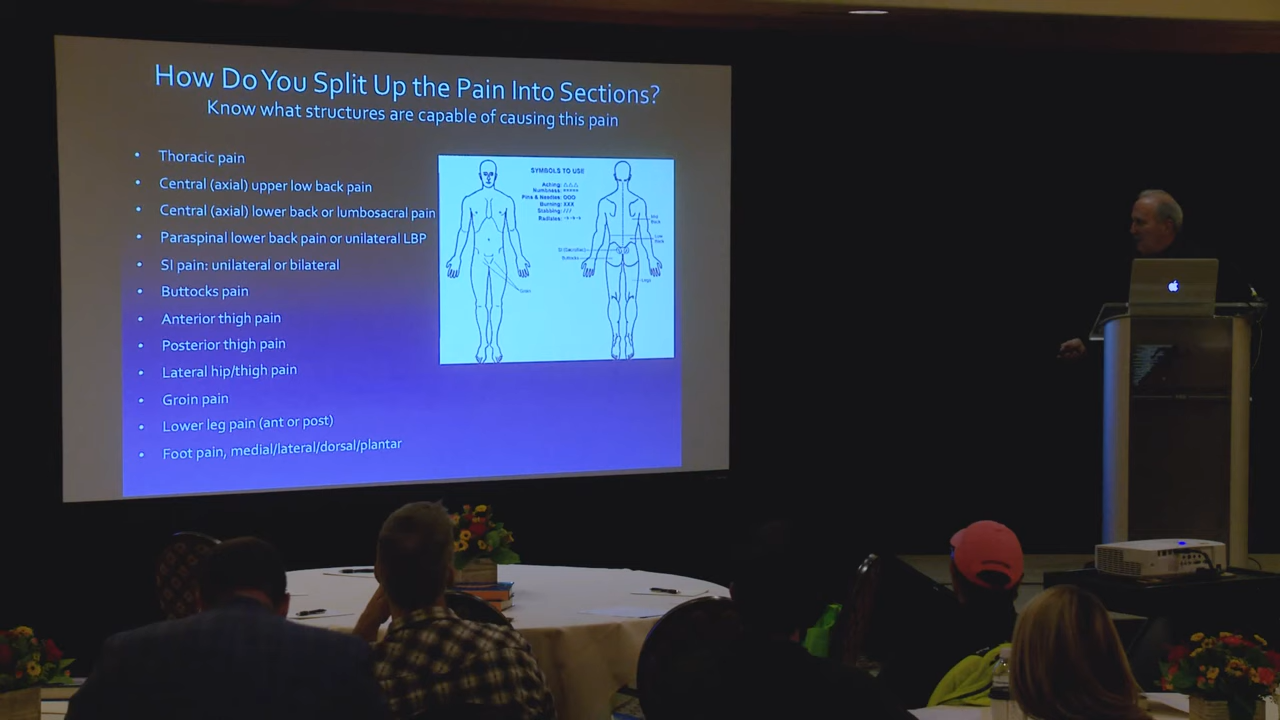 How Do You Split Up the Pain Into Sections?
Know what structures are capable of causing this pain
• Thoracic pain
• Central (axial) upper low back pain
• Central (axial) lower back or lumbosacral pain
• Paraspinal lower back pain or unilateral LBP
• SI pain: unilateral or bilateral
• Buttocks pain
• Anterior thigh pain
• Posterior thigh pain
• Lateral hip/thigh pain
• Groin pain
• Lower leg pain (ant or post)
• Foot pain, medial/lateral/dorsal/plantar
SYMBOLS TO USE
Aching: △△△
Numbness: =====
Pins & Needles: OOO
Burning: XXX
Stabbing: ///
Radiates: →→→
Low
back
Buttocks
Legs